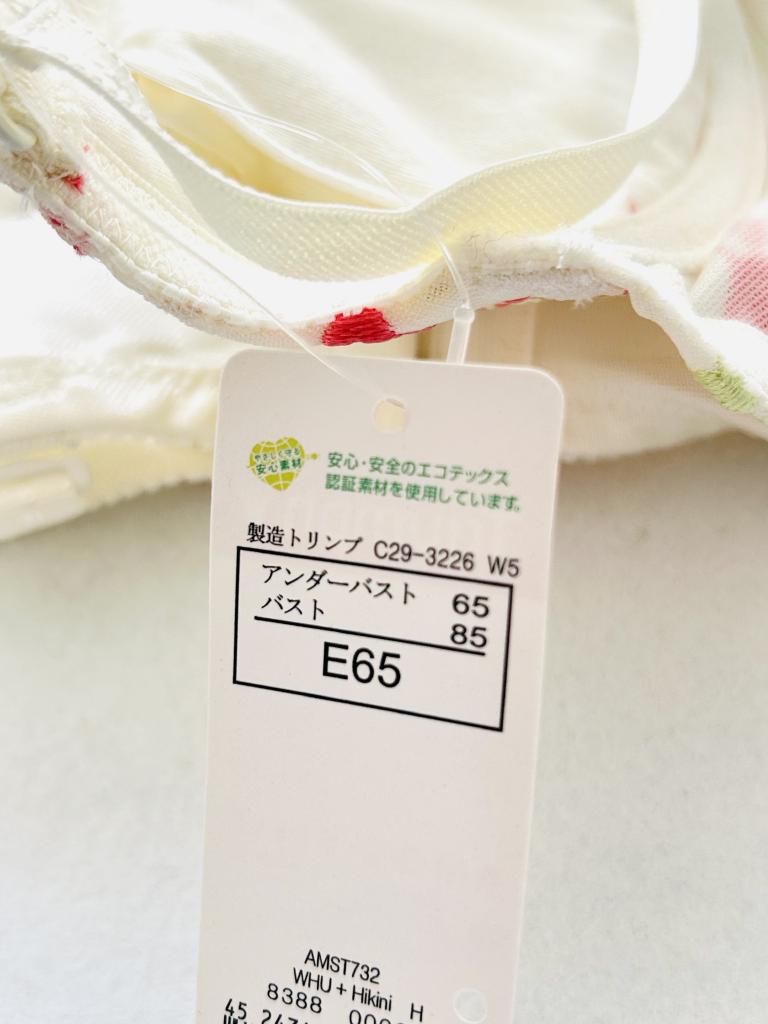 やさしく守る
安心素材
安心・安全のエコテックス
認証素材を使用しています。
製造トリンプ C29-3226 W5
アンダーバスト 65
バスト 85
E65
AMST732
WHU + Hikini H
8388
45